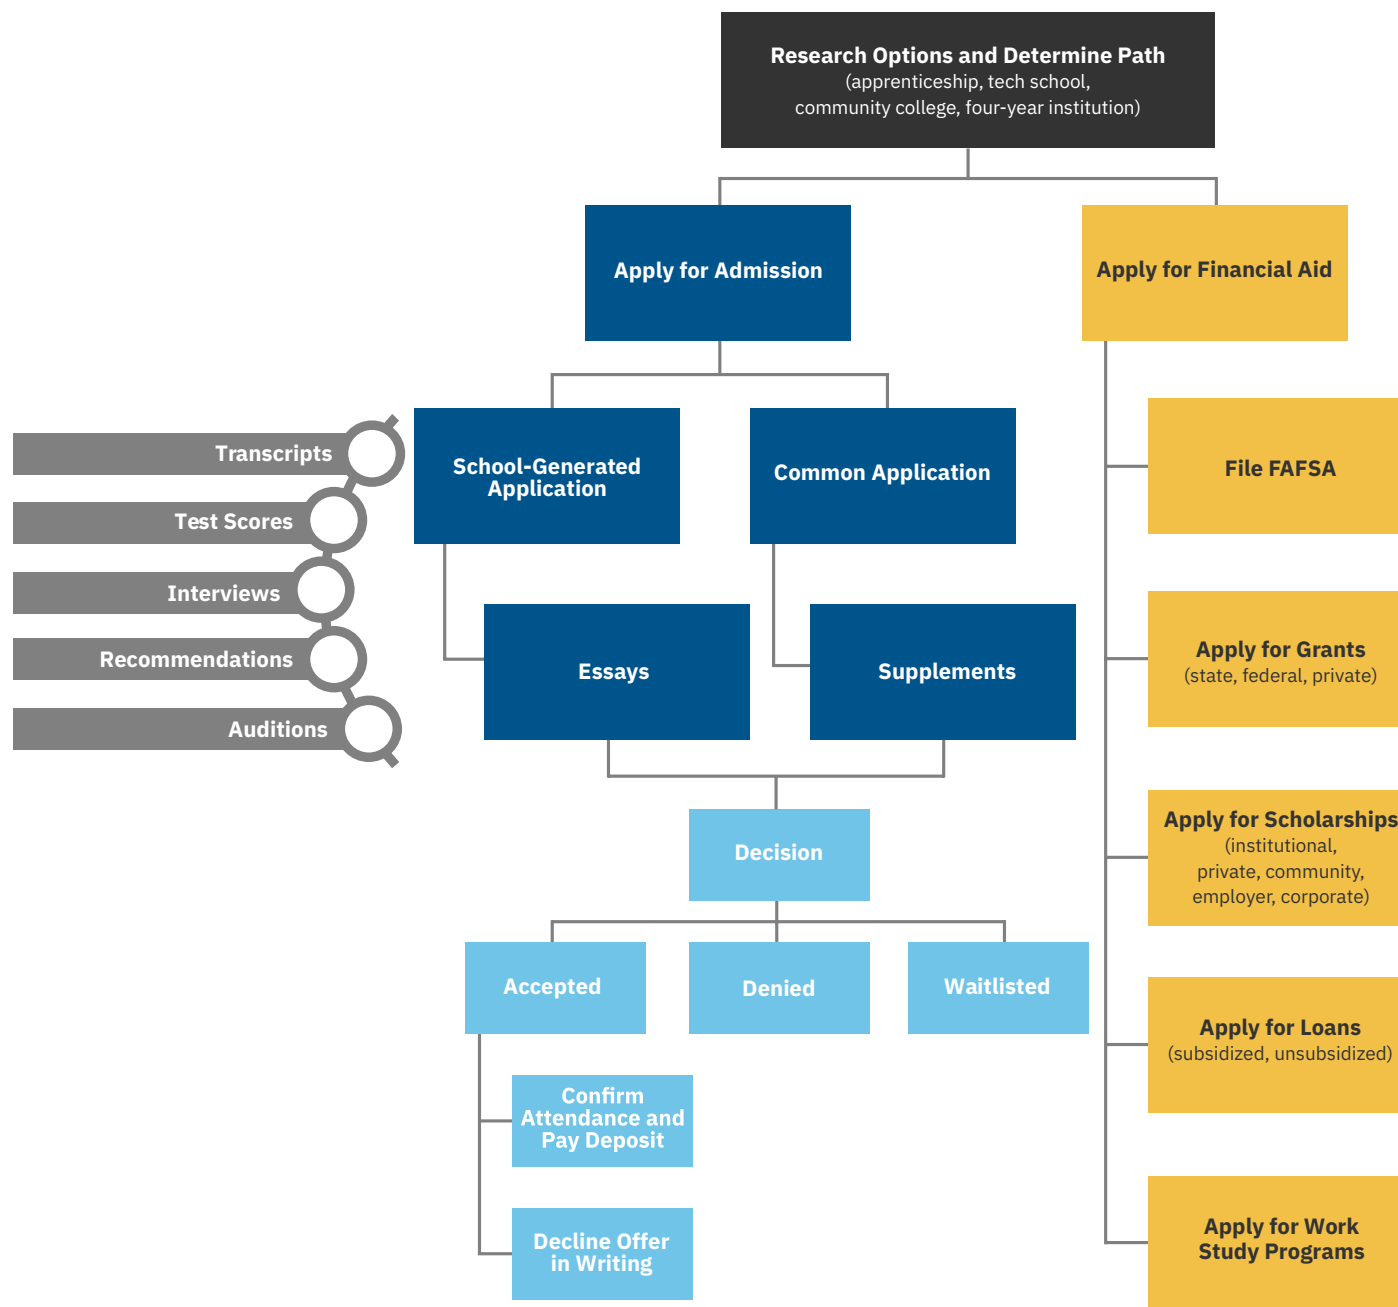 Research Options and Determine Path
(apprenticeship, tech school,
community college, four-year institution)
Apply for Admission
Apply for Financial Aid
Transcripts
Test Scores
Interviews
Recommendations
Auditions
School-Generated
Application
Common Application
Essays
Supplements
Decision
Accepted
Denied
Waitlisted
Confirm
Attendance and
Pay Deposit
Decline Offer
in Writing
File FAFSA
Apply for Grants
(state, federal, private)
Apply for Scholarships
(institutional,
private, community,
employer, corporate)
Apply for Loans
(subsidized, unsubsidized)
Apply for Work
Study Programs